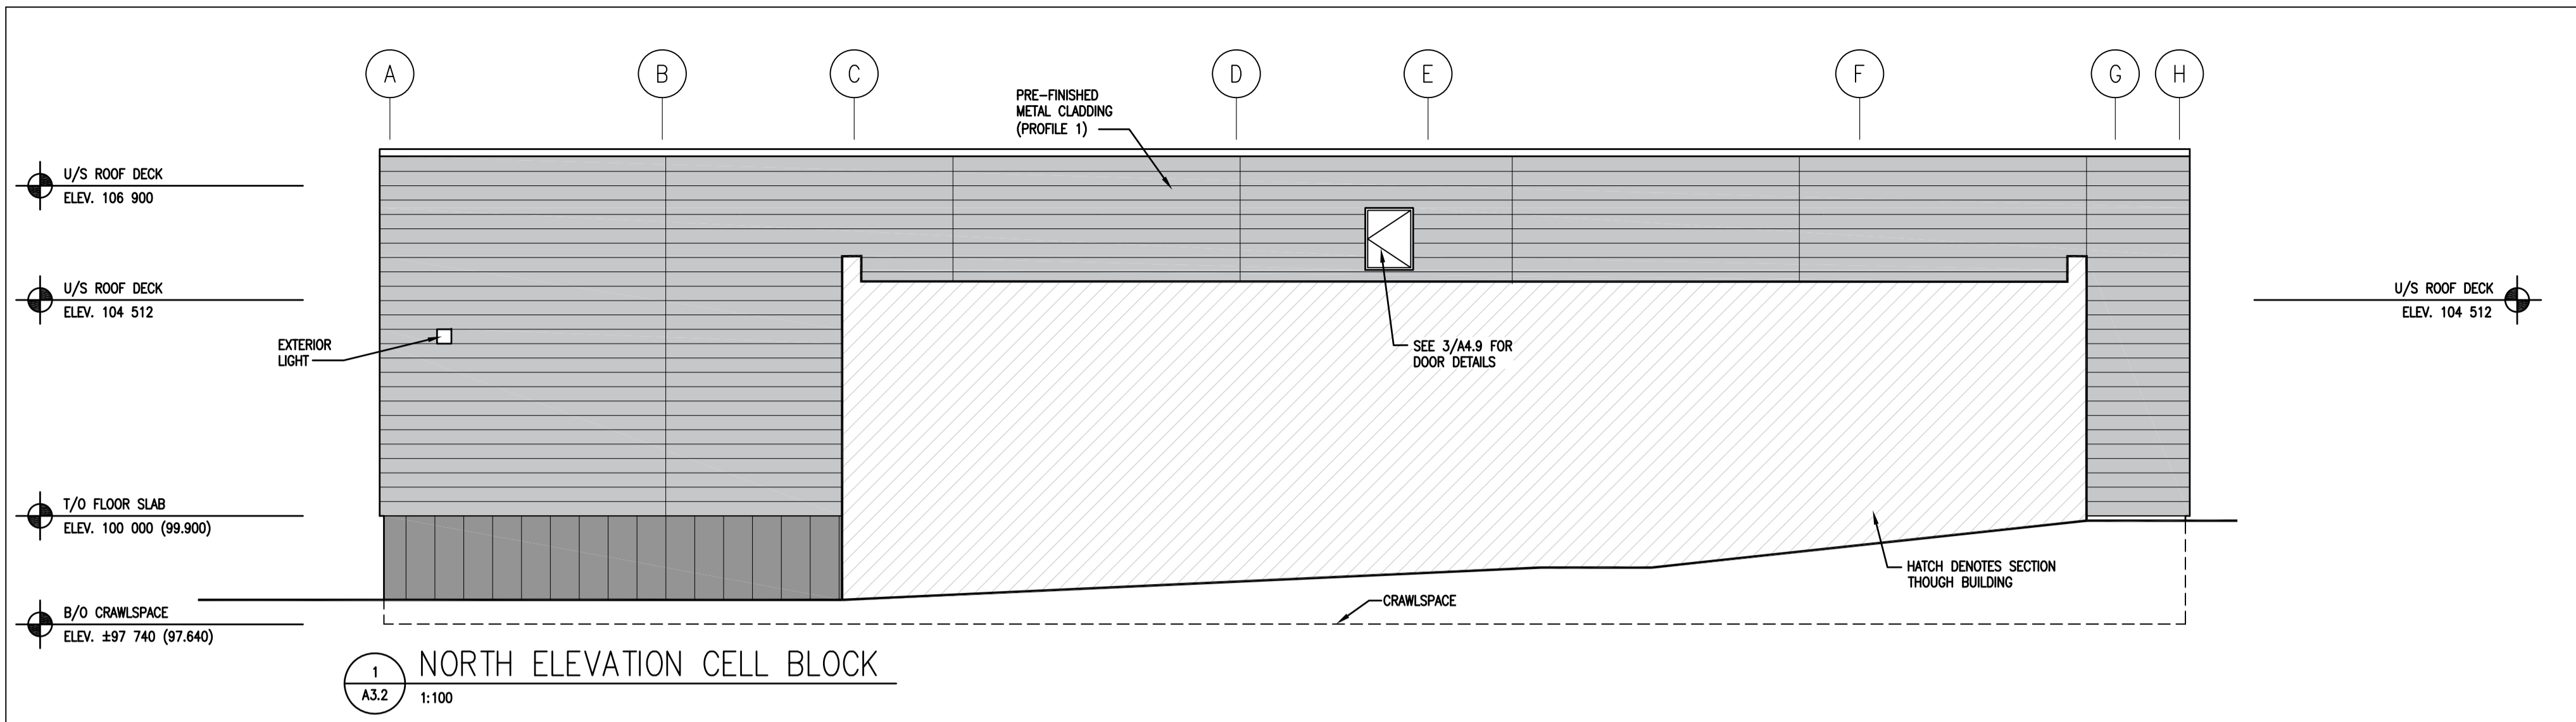 A
B
C
D
E
F
G
H
PRE-FINISHED
METAL CLADDING
(PROFILE 1)
U/S ROOF DECK
ELEV. 106 900
U/S ROOF DECK
ELEV. 104 512
U/S ROOF DECK
ELEV. 104 512
EXTERIOR
LIGHT
SEE 3/A4.9 FOR
DOOR DETAILS
T/O FLOOR SLAB
ELEV. 100 000 (99.900)
HATCH DENOTES SECTION
THOUGH BUILDING
CRAWLSPACE
B/O CRAWLSPACE
ELEV. ±97 740 (97.640)
1
A3.2
NORTH ELEVATION CELL BLOCK
1:100